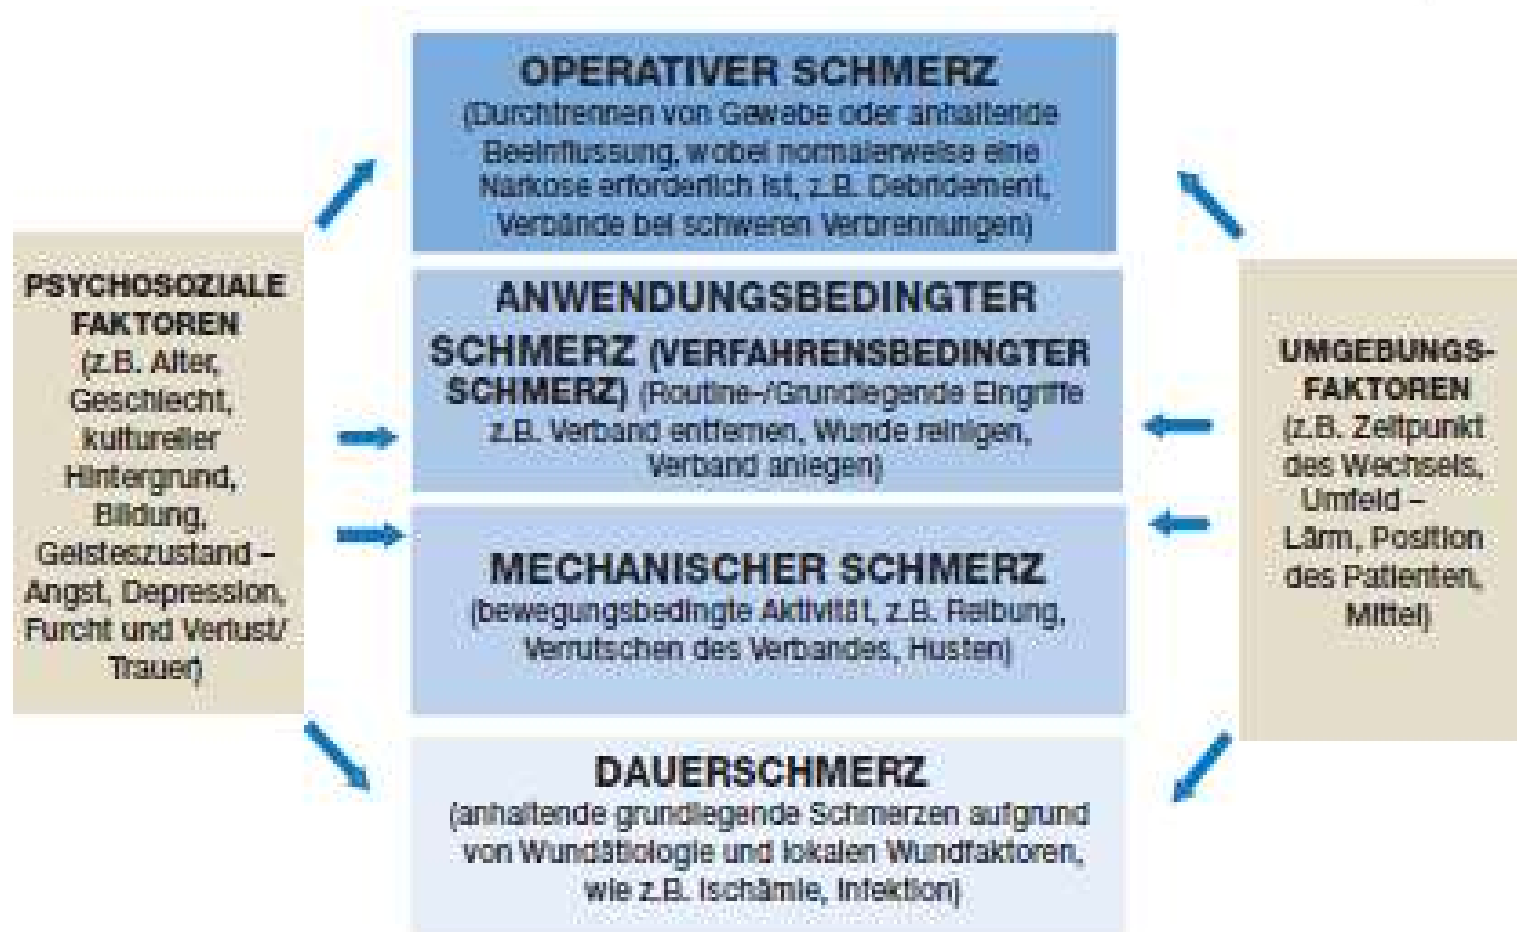 OPERATIVER SCHMERZ
(Durchtrennen von Gewebe oder anhaltende
Beeinflussung, wobei normalerweise eine
Narkose erforderlich ist, z.B. Debridement,
Verbände bei schweren Verbrennungen)
PSYCHOSOZIALE
FAKTOREN
(z.B. Alter,
Geschlecht,
kultureller
Hintergrund,
Bildung,
Geisteszustand –
Angst, Depression,
Furcht und Verlust/
Trauer)
ANWENDUNGSBEDINGTER
SCHMERZ (VERFAHRENSBEDINGTER
SCHMERZ) (Routine-/Grundlegende Eingriffe
z.B. Verband entfernen, Wunde reinigen,
Verband anlegen)
MECHANISCHER SCHMERZ
(bewegungsbedingte Aktivität, z.B. Reibung,
Verrutschen des Verbandes, Husten)
DAUERSCHMERZ
(anhaltende grundlegende Schmerzen aufgrund
von Wundätiologie und lokalen Wundfaktoren,
wie z.B. Ischämie, Infektion)
UMGEBUNGS-
FAKTOREN
(z.B. Zeitpunkt
des Wechsels,
Umfeld –
Lärm, Position
des Patienten,
Mittel)